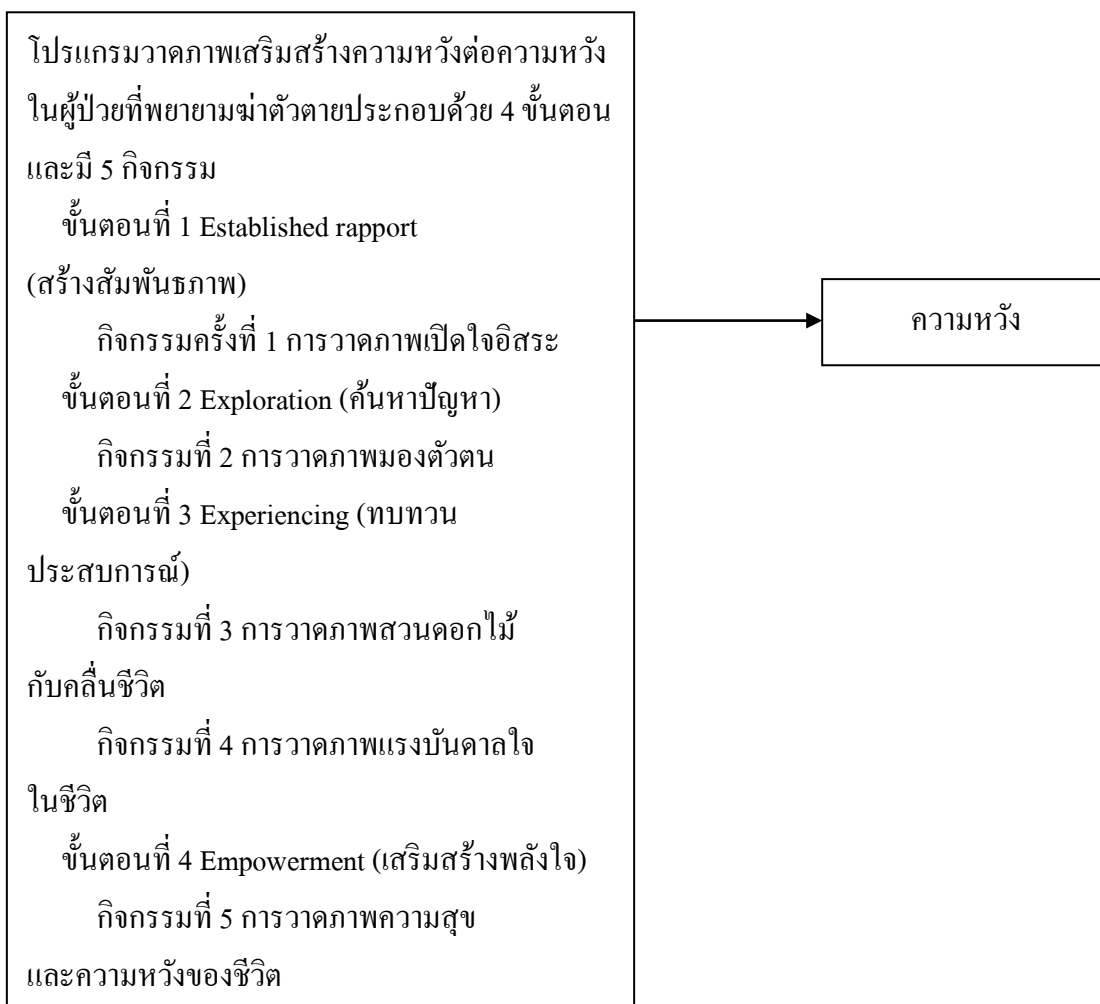 โปรแกรมวาดภาพเสริมสร้างความหวังต่อความหวัง
ในผู้ป่วยที่พยายามฆ่าตัวตายประกอบด้วย 4 ขั้นตอน
และมี 5 กิจกรรม
ขั้นตอนที่ 1 Established rapport
(สร้างสัมพันธภาพ)
กิจกรรมครั้งที่ 1 การวาดภาพเปิดใจอิสระ
ขั้นตอนที่ 2 Exploration (ค้นหาปัญหา)
กิจกรรมที่ 2 การวาดภาพมองตัวตน
ขั้นตอนที่ 3 Experiencing (ทบทวน
ประสบการณ์)
กิจกรรมที่ 3 การวาดภาพสวนดอกไม้
กับคลื่นชีวิต
กิจกรรมที่ 4 การวาดภาพแรงบันดาลใจ
ในชีวิต
ขั้นตอนที่ 4 Empowerment (เสริมสร้างพลังใจ)
กิจกรรมที่ 5 การวาดภาพความสุข
และความหวังของชีวิต
ความหวัง